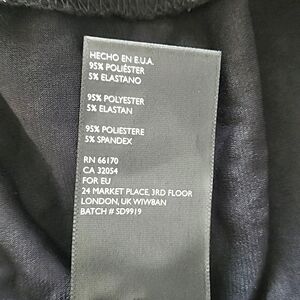 HECHO EN E.U.A.
95% POLIÉSTER
5% ELASTANO
95% POLYESTER
5% ELASTAN
95% POLIESTERE
5% SPANDEX
RN 66170
CA 32054
FOR EU
24 MARKET PLACE, 3RD FLOOR
LONDON, UK WIWBAN
BATCH # SD9919